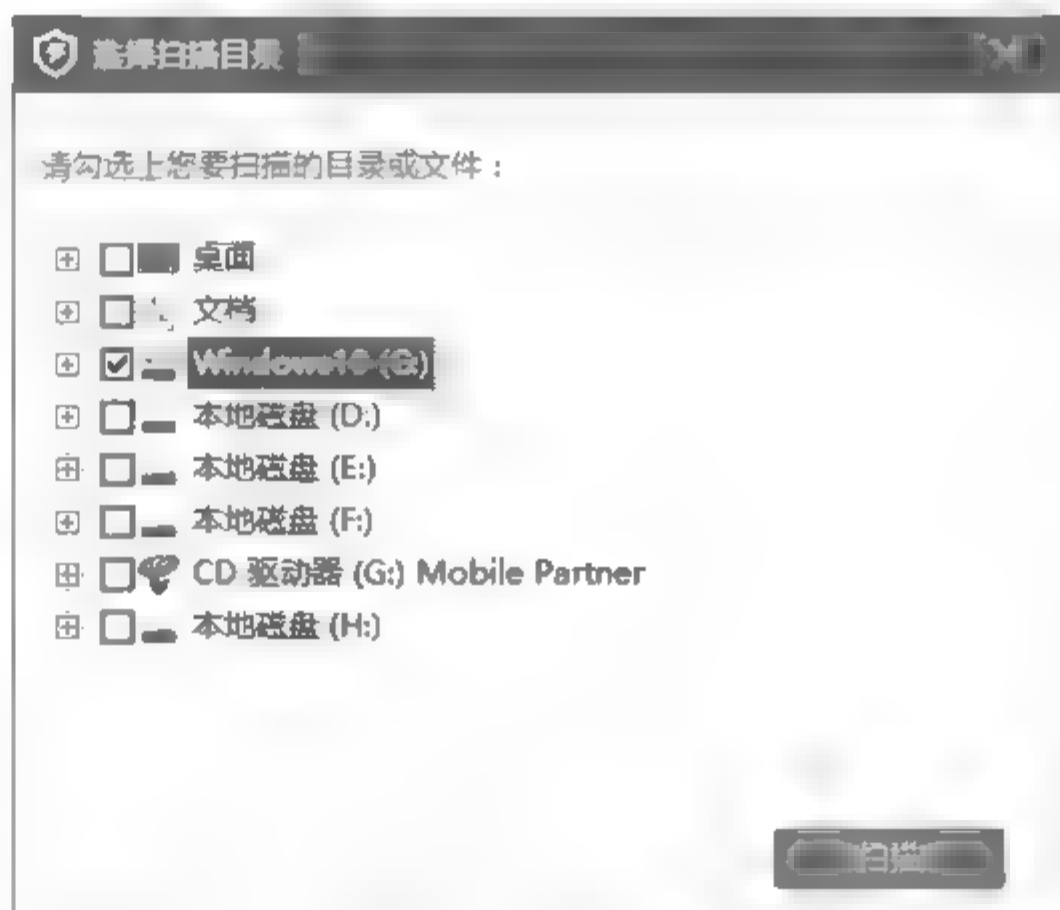 选择扫描目录
请勾选上您要扫描的目录或文件：
桌面
文档
Windows10 (C:)
本地磁盘 (D:)
本地磁盘 (E:)
本地磁盘 (F:)
CD 驱动器 (G:) Mobile Partner
本地磁盘 (H:)
扫描